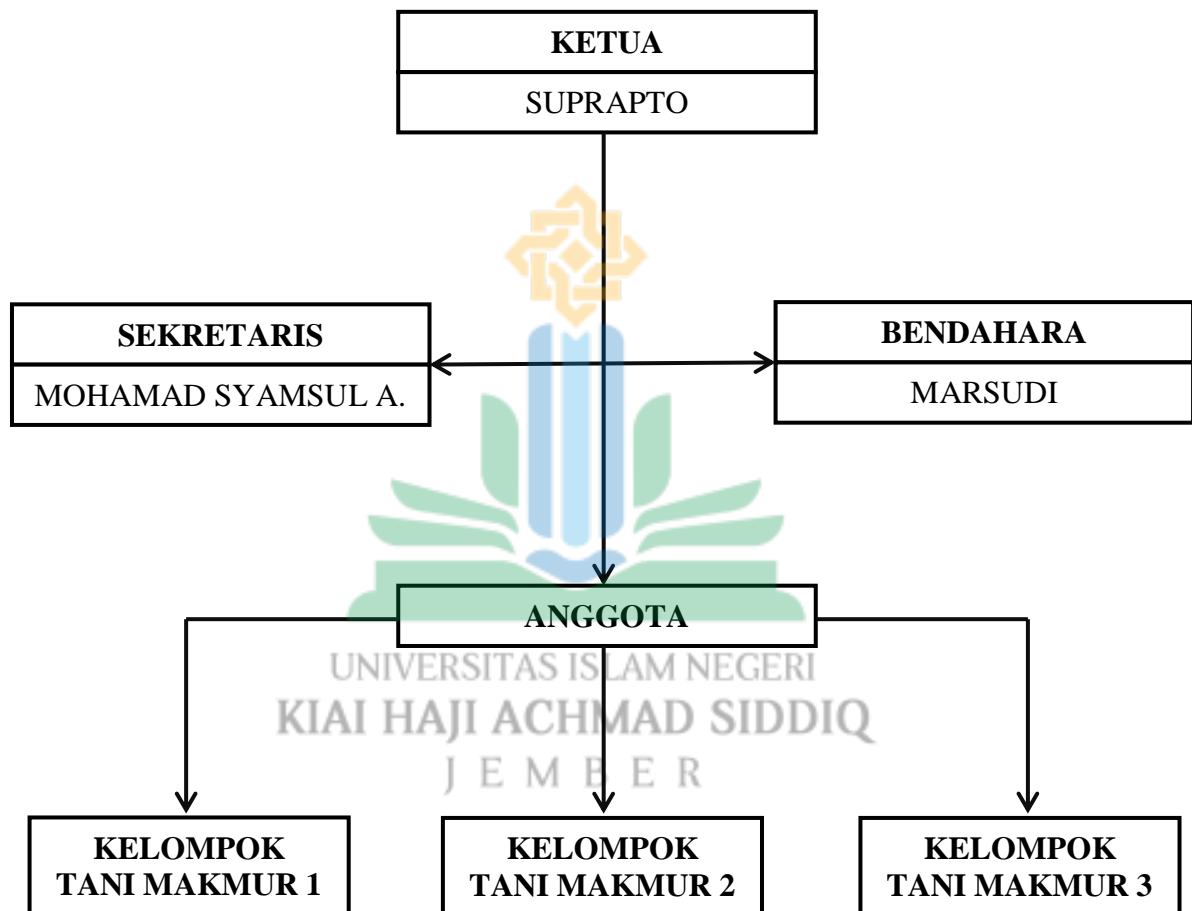 KETUA
SUPRAPTO
SEKRETARIS
MOHAMAD SYAMSUL A.
BENDAHARA
MARSUDI
ANGGOTA
UNIVERSITAS ISLAM NEGERI
KIAI HAJI ACHMAD SIDDIQ
JEMBER
KELOMPOK
TANI MAKMUR 1
KELOMPOK
TANI MAKMUR 2
KELOMPOK
TANI MAKMUR 3